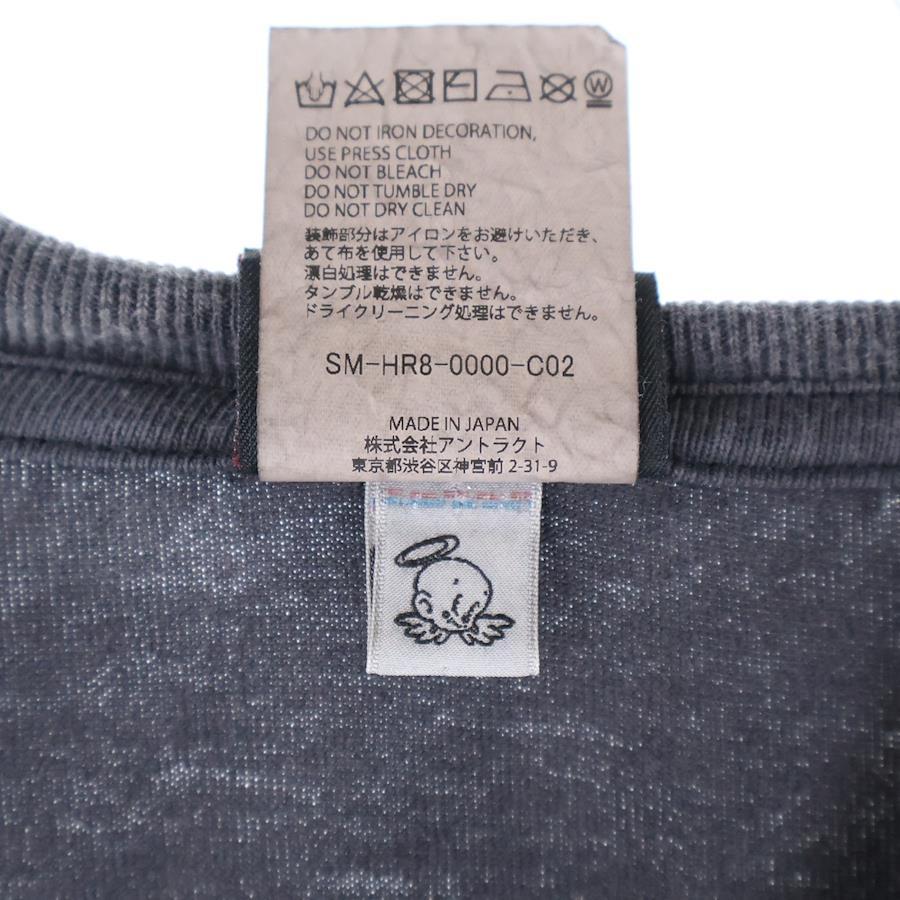 W
DO NOT IRON DECORATION,
USE PRESS CLOTH
DO NOT BLEACH
DO NOT TUMBLE DRY
DO NOT DRY CLEAN
装飾部分はアイロンをお避けいただき、
あて布を使用して下さい。
漂白処理はできません。
タンブル乾燥はできません。
ドライクリーニング処理はできません。
SM-HR8-0000-C02
MADE IN JAPAN
株式会社アントラクト
東京都渋谷区神宮前 2-31-9